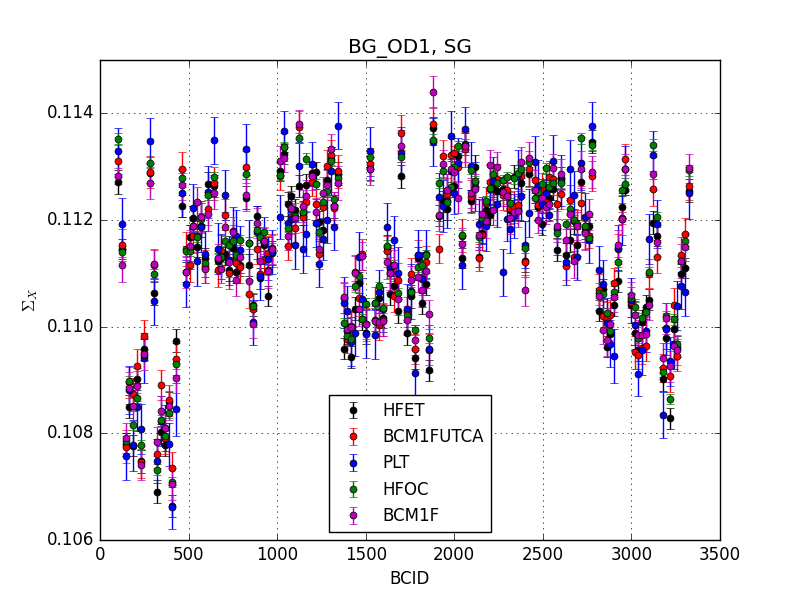 BG_OD1, SG
0.114
0.112
0.110
0.108
0.106
Σ_X
0
500
1000
1500
2000
2500
3000
3500
BCID
HFET
BCM1FUTCA
PLT
HFOC
BCM1F